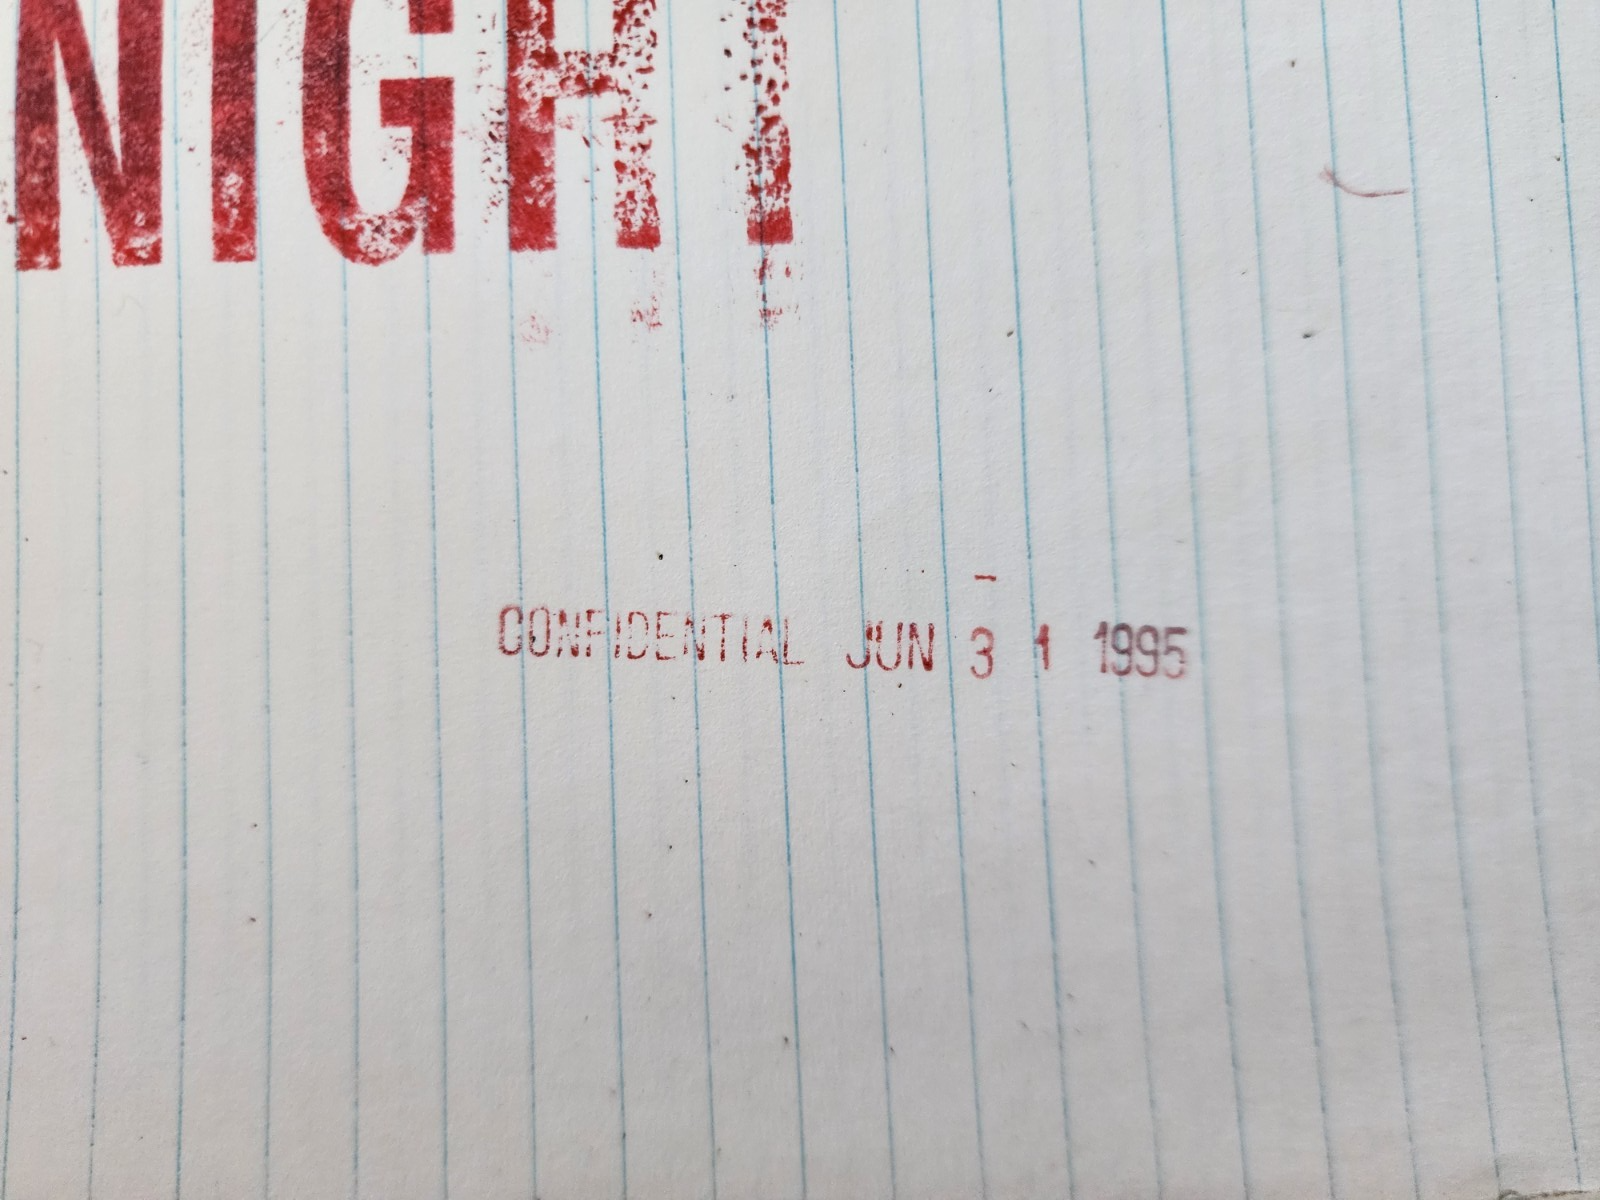 NIGHT
CONFIDENTIAL JUN 3 1 1995